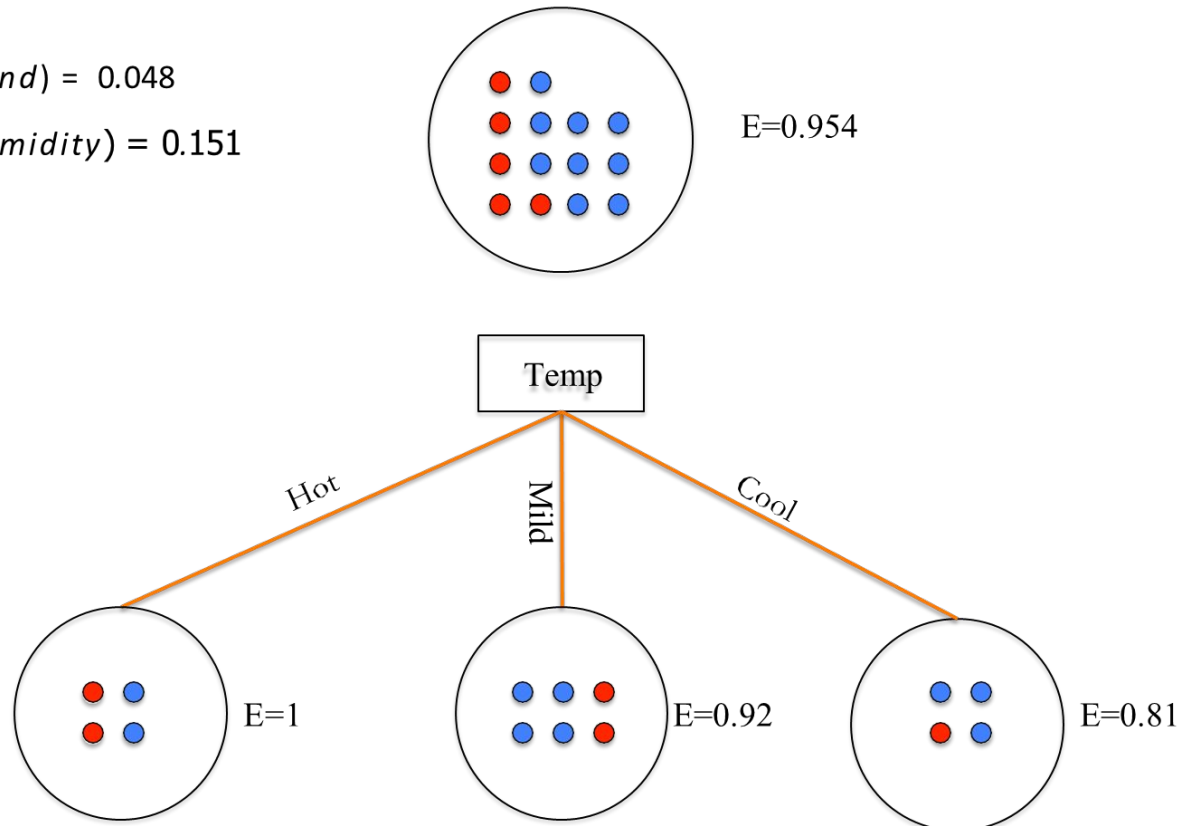 nd) = 0.048
midity) = 0.151
E=0.954
Temp
Hot
Mild
Cool
E=1
E=0.92
E=0.81